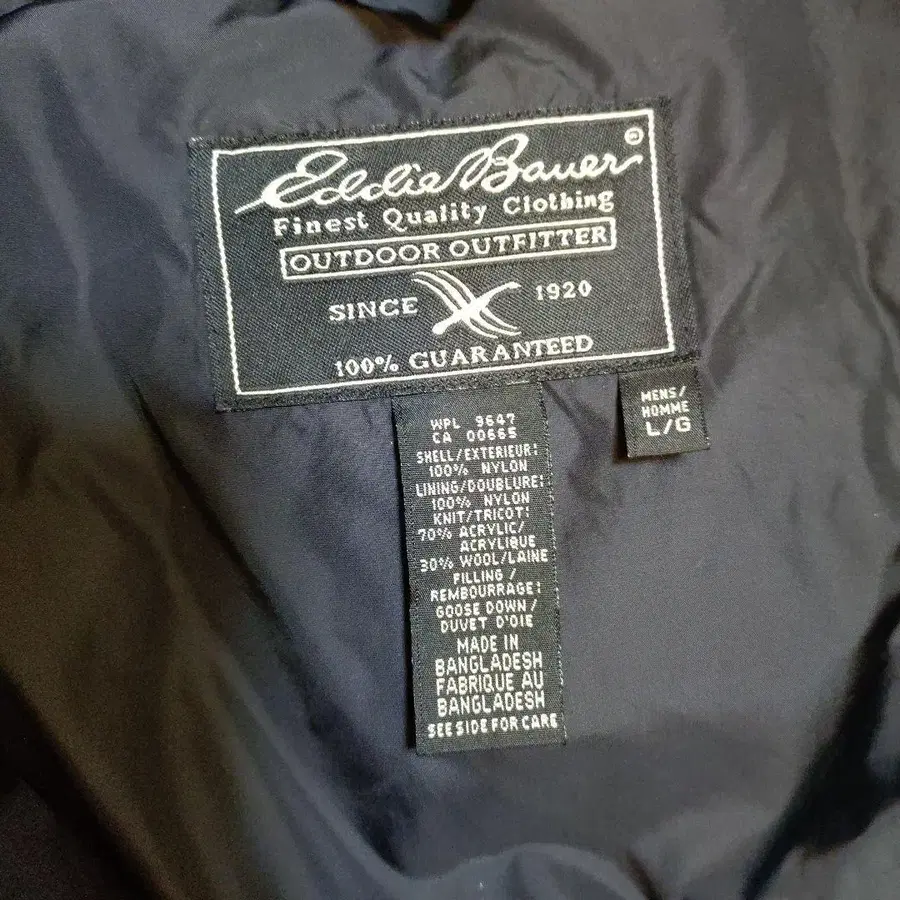 Eddie Bauer®
Finest Quality Clothing
OUTDOOR OUTFITTER
SINCE 1920
100% GUARANTEED
MENS/
HOMME
L/G
WPL 9647
CA 00665
SHELL/EXTERIEUR:
100% NYLON
LINING/DOUBLURE:
100% NYLON
KNIT/TRICOT:
70% ACRYLIC/
ACRYLIQUE
30% WOOL/LAINE
FILLING /
REMBOURRAGE:
GOOSE DOWN /
DUVET D'OIE
MADE IN
BANGLADESH
FABRIQUE AU
BANGLADESH
SEE SIDE FOR CARE